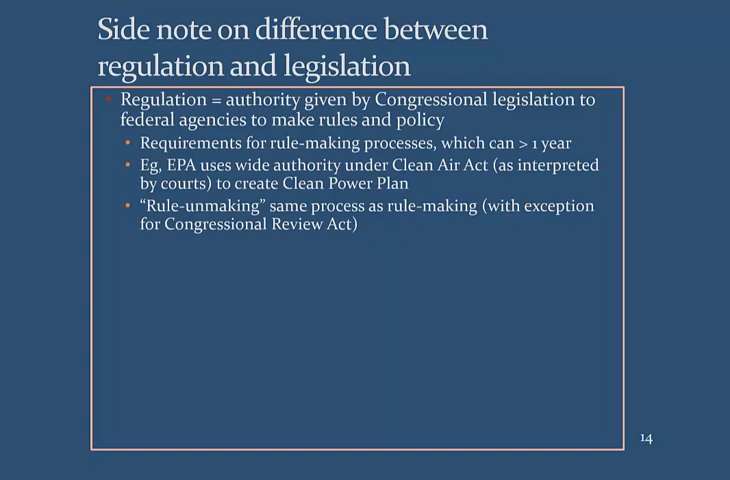 Side note on difference between
regulation and legislation
• Regulation = authority given by Congressional legislation to
federal agencies to make rules and policy
• Requirements for rule-making processes, which can > 1 year
• Eg, EPA uses wide authority under Clean Air Act (as interpreted
by courts) to create Clean Power Plan
• “Rule-unmaking” same process as rule-making (with exception
for Congressional Review Act)
14